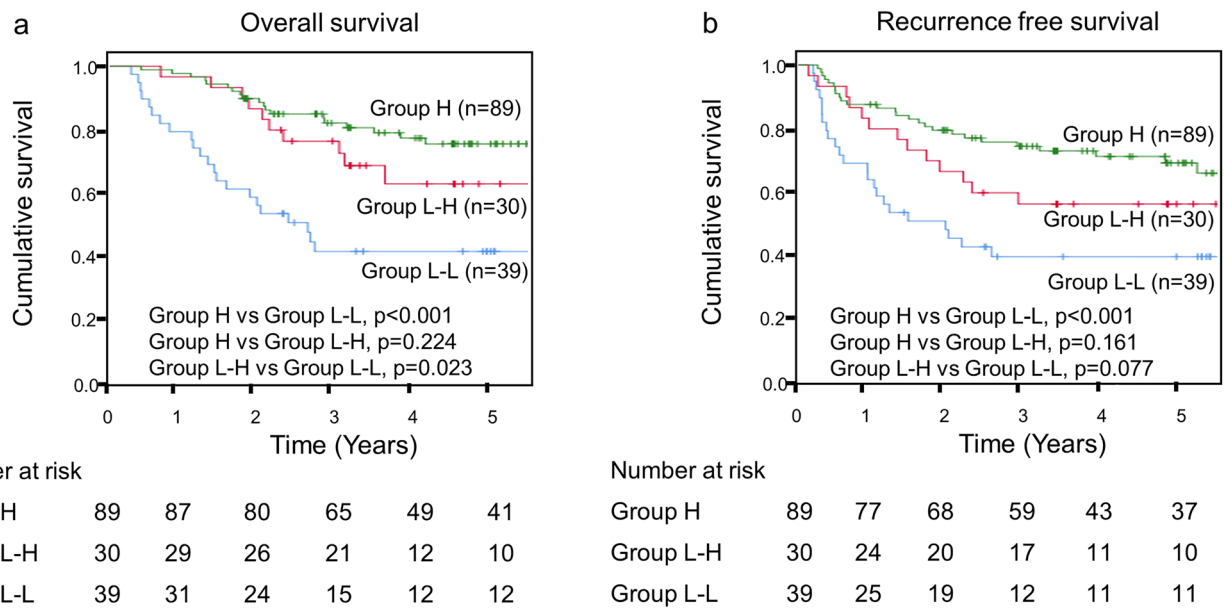 a
Overall survival
Cumulative survival
1.0
0.8
0.6
0.4
0.2
0.0
Group H (n=89)
Group L-H (n=30)
Group L-L (n=39)
Group H vs Group L-L, p<0.001
Group H vs Group L-H, p=0.224
Group L-H vs Group L-L, p=0.023
0 1 2 3 4 5
Time (Years)
er at risk
H 89 87 80 65 49 41
L-H 30 29 26 21 12 10
L-L 39 31 24 15 12 12
b
Recurrence free survival
Cumulative survival
1.0
0.8
0.6
0.4
0.2
0.0
Group H (n=89)
Group L-H (n=30)
Group L-L (n=39)
Group H vs Group L-L, p<0.001
Group H vs Group L-H, p=0.161
Group L-H vs Group L-L, p=0.077
0 1 2 3 4 5
Time (Years)
Number at risk
Group H 89 77 68 59 43 37
Group L-H 30 24 20 17 11 10
Group L-L 39 25 19 12 11 11